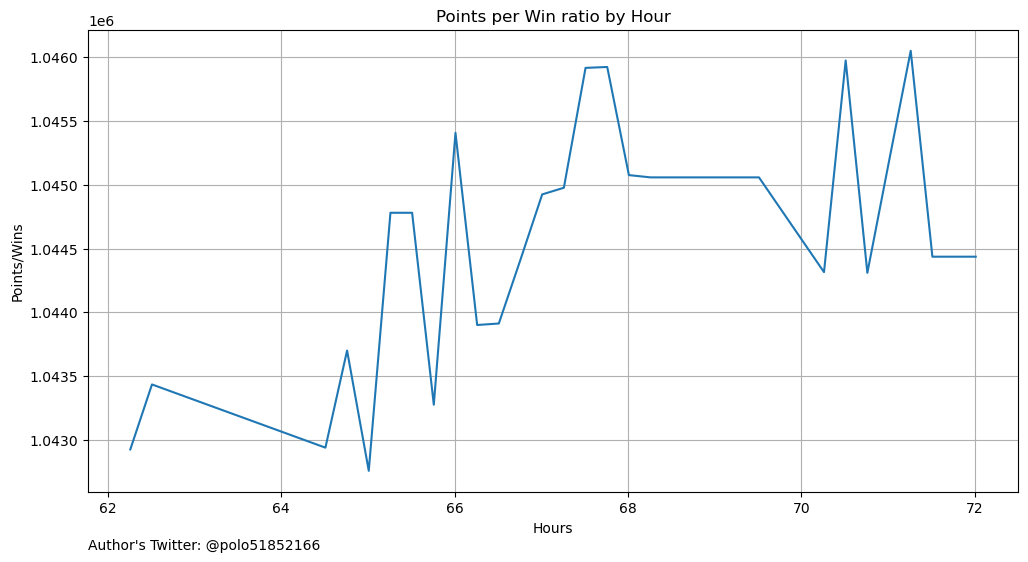 Points per Win ratio by Hour
1e6
1.0460
1.0455
1.0450
1.0445
1.0440
1.0435
1.0430
Points/Wins
62 64 66 68 70 72
Hours
Author's Twitter: @polo51852166